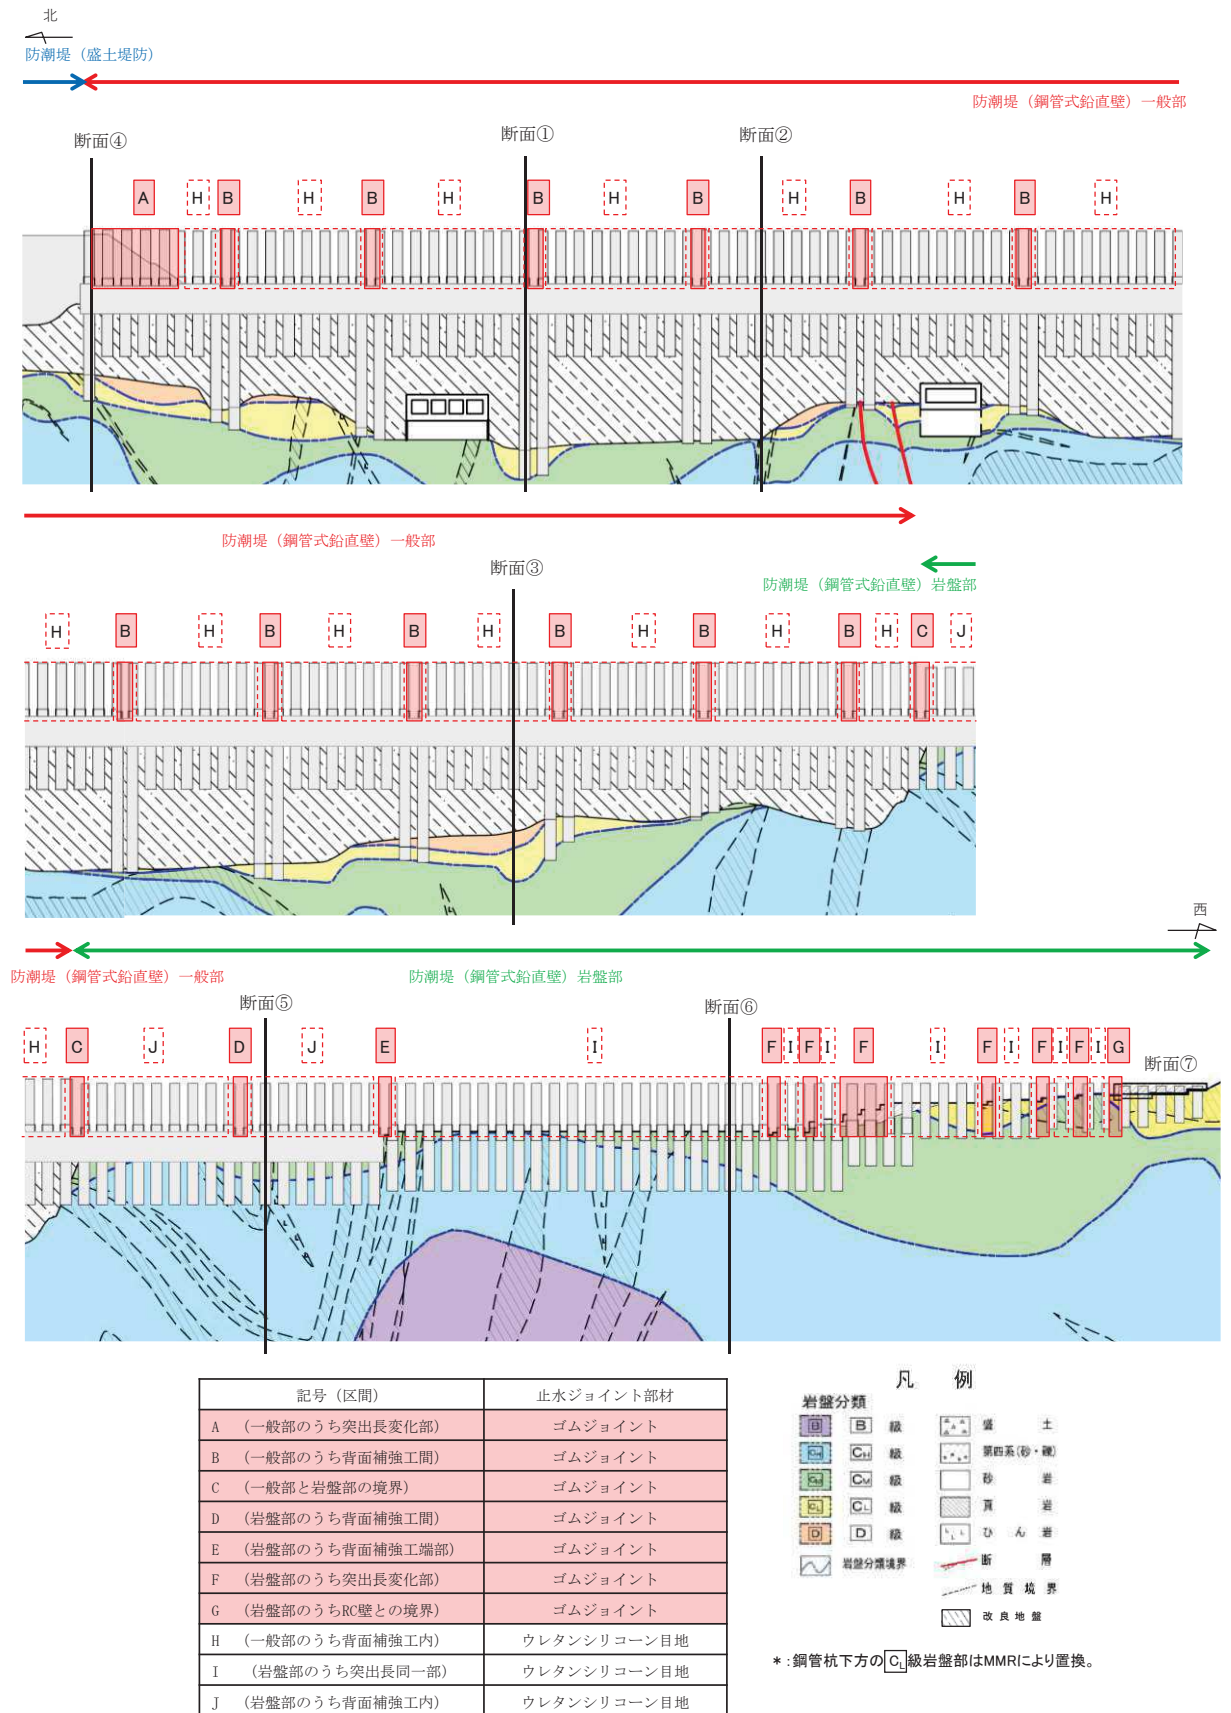 北
防潮堤（盛土堤防）
防潮堤（鋼管式鉛直壁）一般部
断面④
断面①
断面②
A H B H B H B H B H B H B H
防潮堤（鋼管式鉛直壁）一般部
断面③
防潮堤（鋼管式鉛直壁）岩盤部
H B H B H B H B H B H B H C J
西
防潮堤（鋼管式鉛直壁）一般部
防潮堤（鋼管式鉛直壁）岩盤部
断面⑤
断面⑥
H C J D J E I F I F I F I F I F I F I G
断面⑦
記号（区間） 止水ジョイント部材
A （一般部のうち突出長変化部） ゴムジョイント
B （一般部のうち背面補強工間） ゴムジョイント
C （一般部と岩盤部の境界） ゴムジョイント
D （岩盤部のうち背面補強工間） ゴムジョイント
E （岩盤部のうち背面補強工端部） ゴムジョイント
F （岩盤部のうち突出長変化部） ゴムジョイント
G （岩盤部のうちRC壁との境界） ゴムジョイント
H （一般部のうち背面補強工内） ウレタンシリコーン目地
I （岩盤部のうち突出長同一部） ウレタンシリコーン目地
J （岩盤部のうち背面補強工内） ウレタンシリコーン目地
凡 例
岩盤分類
B B 級 盛土
CH CH 級 第四系(砂・礫)
CM CM 級 砂岩
CL CL 級 頁岩
D D 級 ひん岩
岩盤分類境界 断層
地質境界
改良地盤
＊：鋼管杭下方のCL級岩盤部はMMRにより置換。